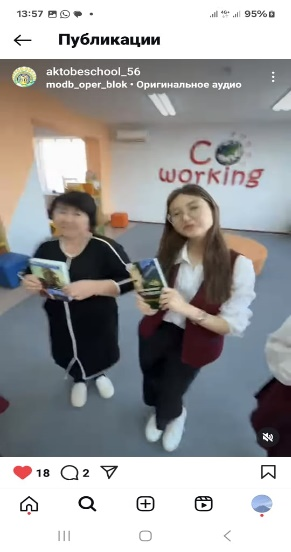 13:57
95%
Публикации
aktobeschool_56
modb_oper_blok • Оригинальное аудио
CO
working
18
2